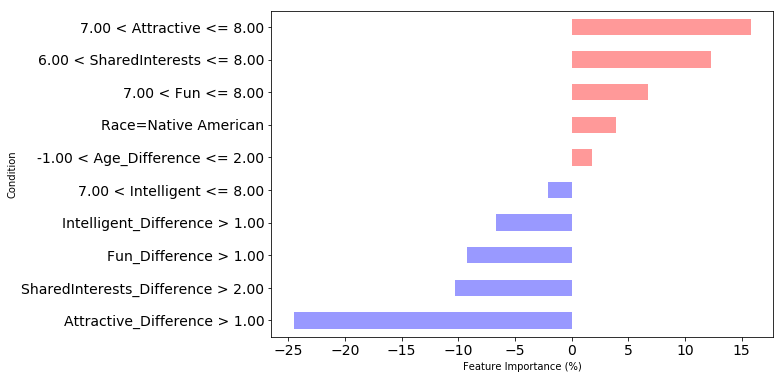 7.00 < Attractive <= 8.00
6.00 < SharedInterests <= 8.00
7.00 < Fun <= 8.00
Race=Native American
-1.00 < Age_Difference <= 2.00
7.00 < Intelligent <= 8.00
Intelligent_Difference > 1.00
Fun_Difference > 1.00
SharedInterests_Difference > 2.00
Attractive_Difference > 1.00
Condition
−25 −20 −15 −10 −5 0 5 10 15
Feature Importance (%)